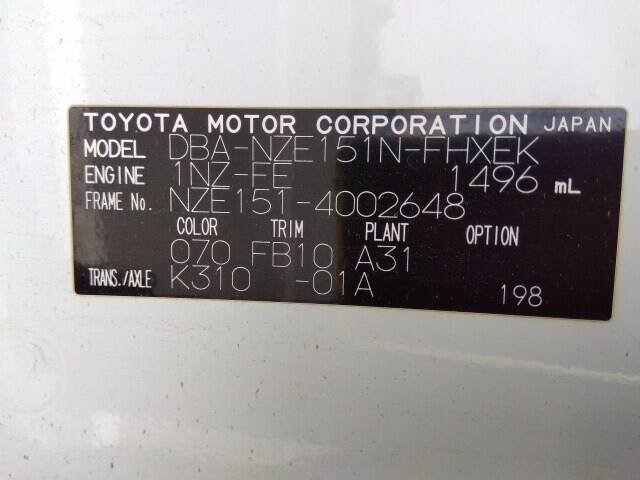 TOYOTA MOTOR CORPORATION JAPAN
MODEL DBA-NZE151N-FHXEK
ENGINE 1NZ-FE 1496 mL
FRAME No. NZE151-4002648
COLOR TRIM PLANT OPTION
070 FB10 A31
TRANS./AXLE K310 -01A
198